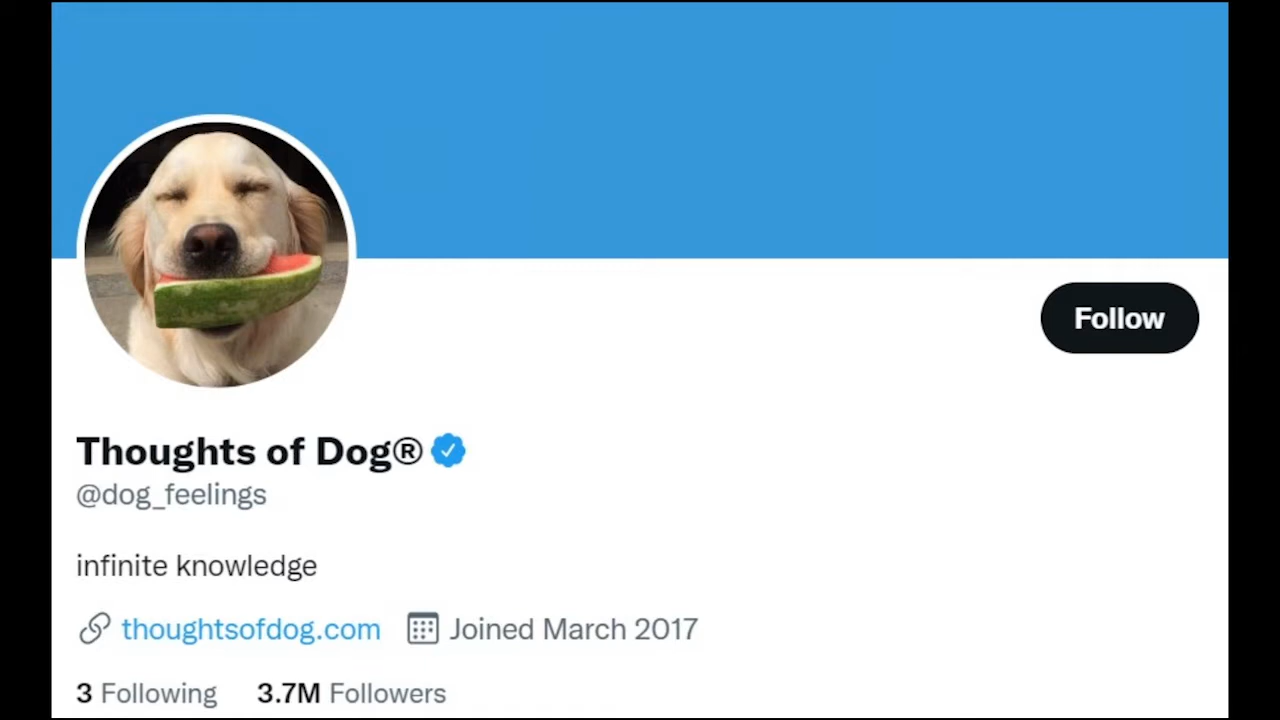 Follow
Thoughts of Dog®
@dog_feelings
infinite knowledge
thoughtsofdog.com Joined March 2017
3 Following 3.7M Followers